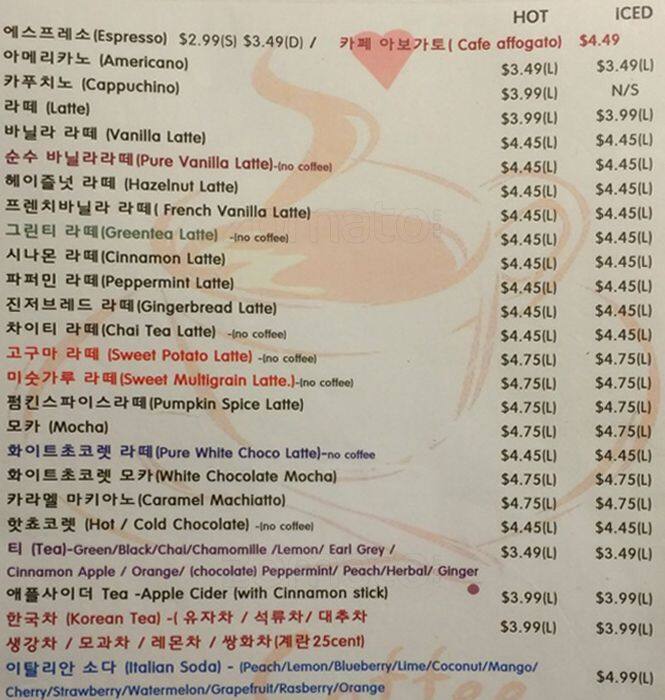 HOT ICED
에스프레소(Espresso) $2.99(S) $3.49(D) / 카페 아보가토( Cafe affogato) $4.49
아메리카노 (Americano) $3.49(L) $3.49(L)
카푸치노 (Cappuchino) $3.99(L) N/S
라떼 (Latte) $3.99(L) $3.99(L)
바닐라 라떼 (Vanilla Latte) $4.45(L) $4.45(L)
순수 바닐라라떼(Pure Vanilla Latte)-(no coffee) $4.45(L) $4.45(L)
헤이즐넛 라떼 (Hazelnut Latte) $4.45(L) $4.45(L)
프렌치바닐라 라떼( French Vanilla Latte) $4.45(L) $4.45(L)
그린티 라떼(Greentea Latte) -(no coffee) $4.45(L) $4.45(L)
시나몬 라떼(Cinnamon Latte) $4.45(L) $4.45(L)
파퍼민 라떼(Peppermint Latte) $4.45(L) $4.45(L)
진저브레드 라떼(Gingerbread Latte) $4.45(L) $4.45(L)
차이티 라떼(Chai Tea Latte) -(no coffee) $4.45(L) $4.45(L)
고구마 라떼 (Sweet Potato Latte) -(no coffee) $4.75(L) $4.75(L)
미숫가루 라떼(Sweet Multigrain Latte.)-(no coffee) $4.75(L) $4.75(L)
펌킨스파이스라떼(Pumpkin Spice Latte) $4.75(L) $4.75(L)
모카 (Mocha) $4.75(L) $4.75(L)
화이트초코렛 라떼(Pure White Choco Latte)-no coffee $4.45(L) $4.45(L)
화이트초코렛 모카(White Chocolate Mocha) $4.75(L) $4.75(L)
카라멜 마키아노(Caramel Machiatto) $4.75(L) $4.75(L)
핫쵸코렛 (Hot / Cold Chocolate) -(no coffee) $4.45(L) $4.45(L)
티 (Tea)-Green/Black/Chai/Chamomille /Lemon/ Earl Grey / $3.49(L) $3.49(L)
Cinnamon Apple / Orange/ (chocolate) Peppermint/ Peach/Herbal/ Ginger
애플사이더 Tea -Apple Cider (with Cinnamon stick) $3.99(L) $3.99(L)
한국차 (Korean Tea) -( 유자차 / 석류차/ 대추차
생강차 / 모과차 / 레몬차 / 쌍화차(계란25cent) $3.99(L) $3.99(L)
이탈리안 소다 (Italian Soda) - (Peach/Lemon/Blueberry/Lime/Coconut/Mango/
Cherry/Strawberry/Watermelon/Grapefruit/Rasberry/Orange $4.99(L)